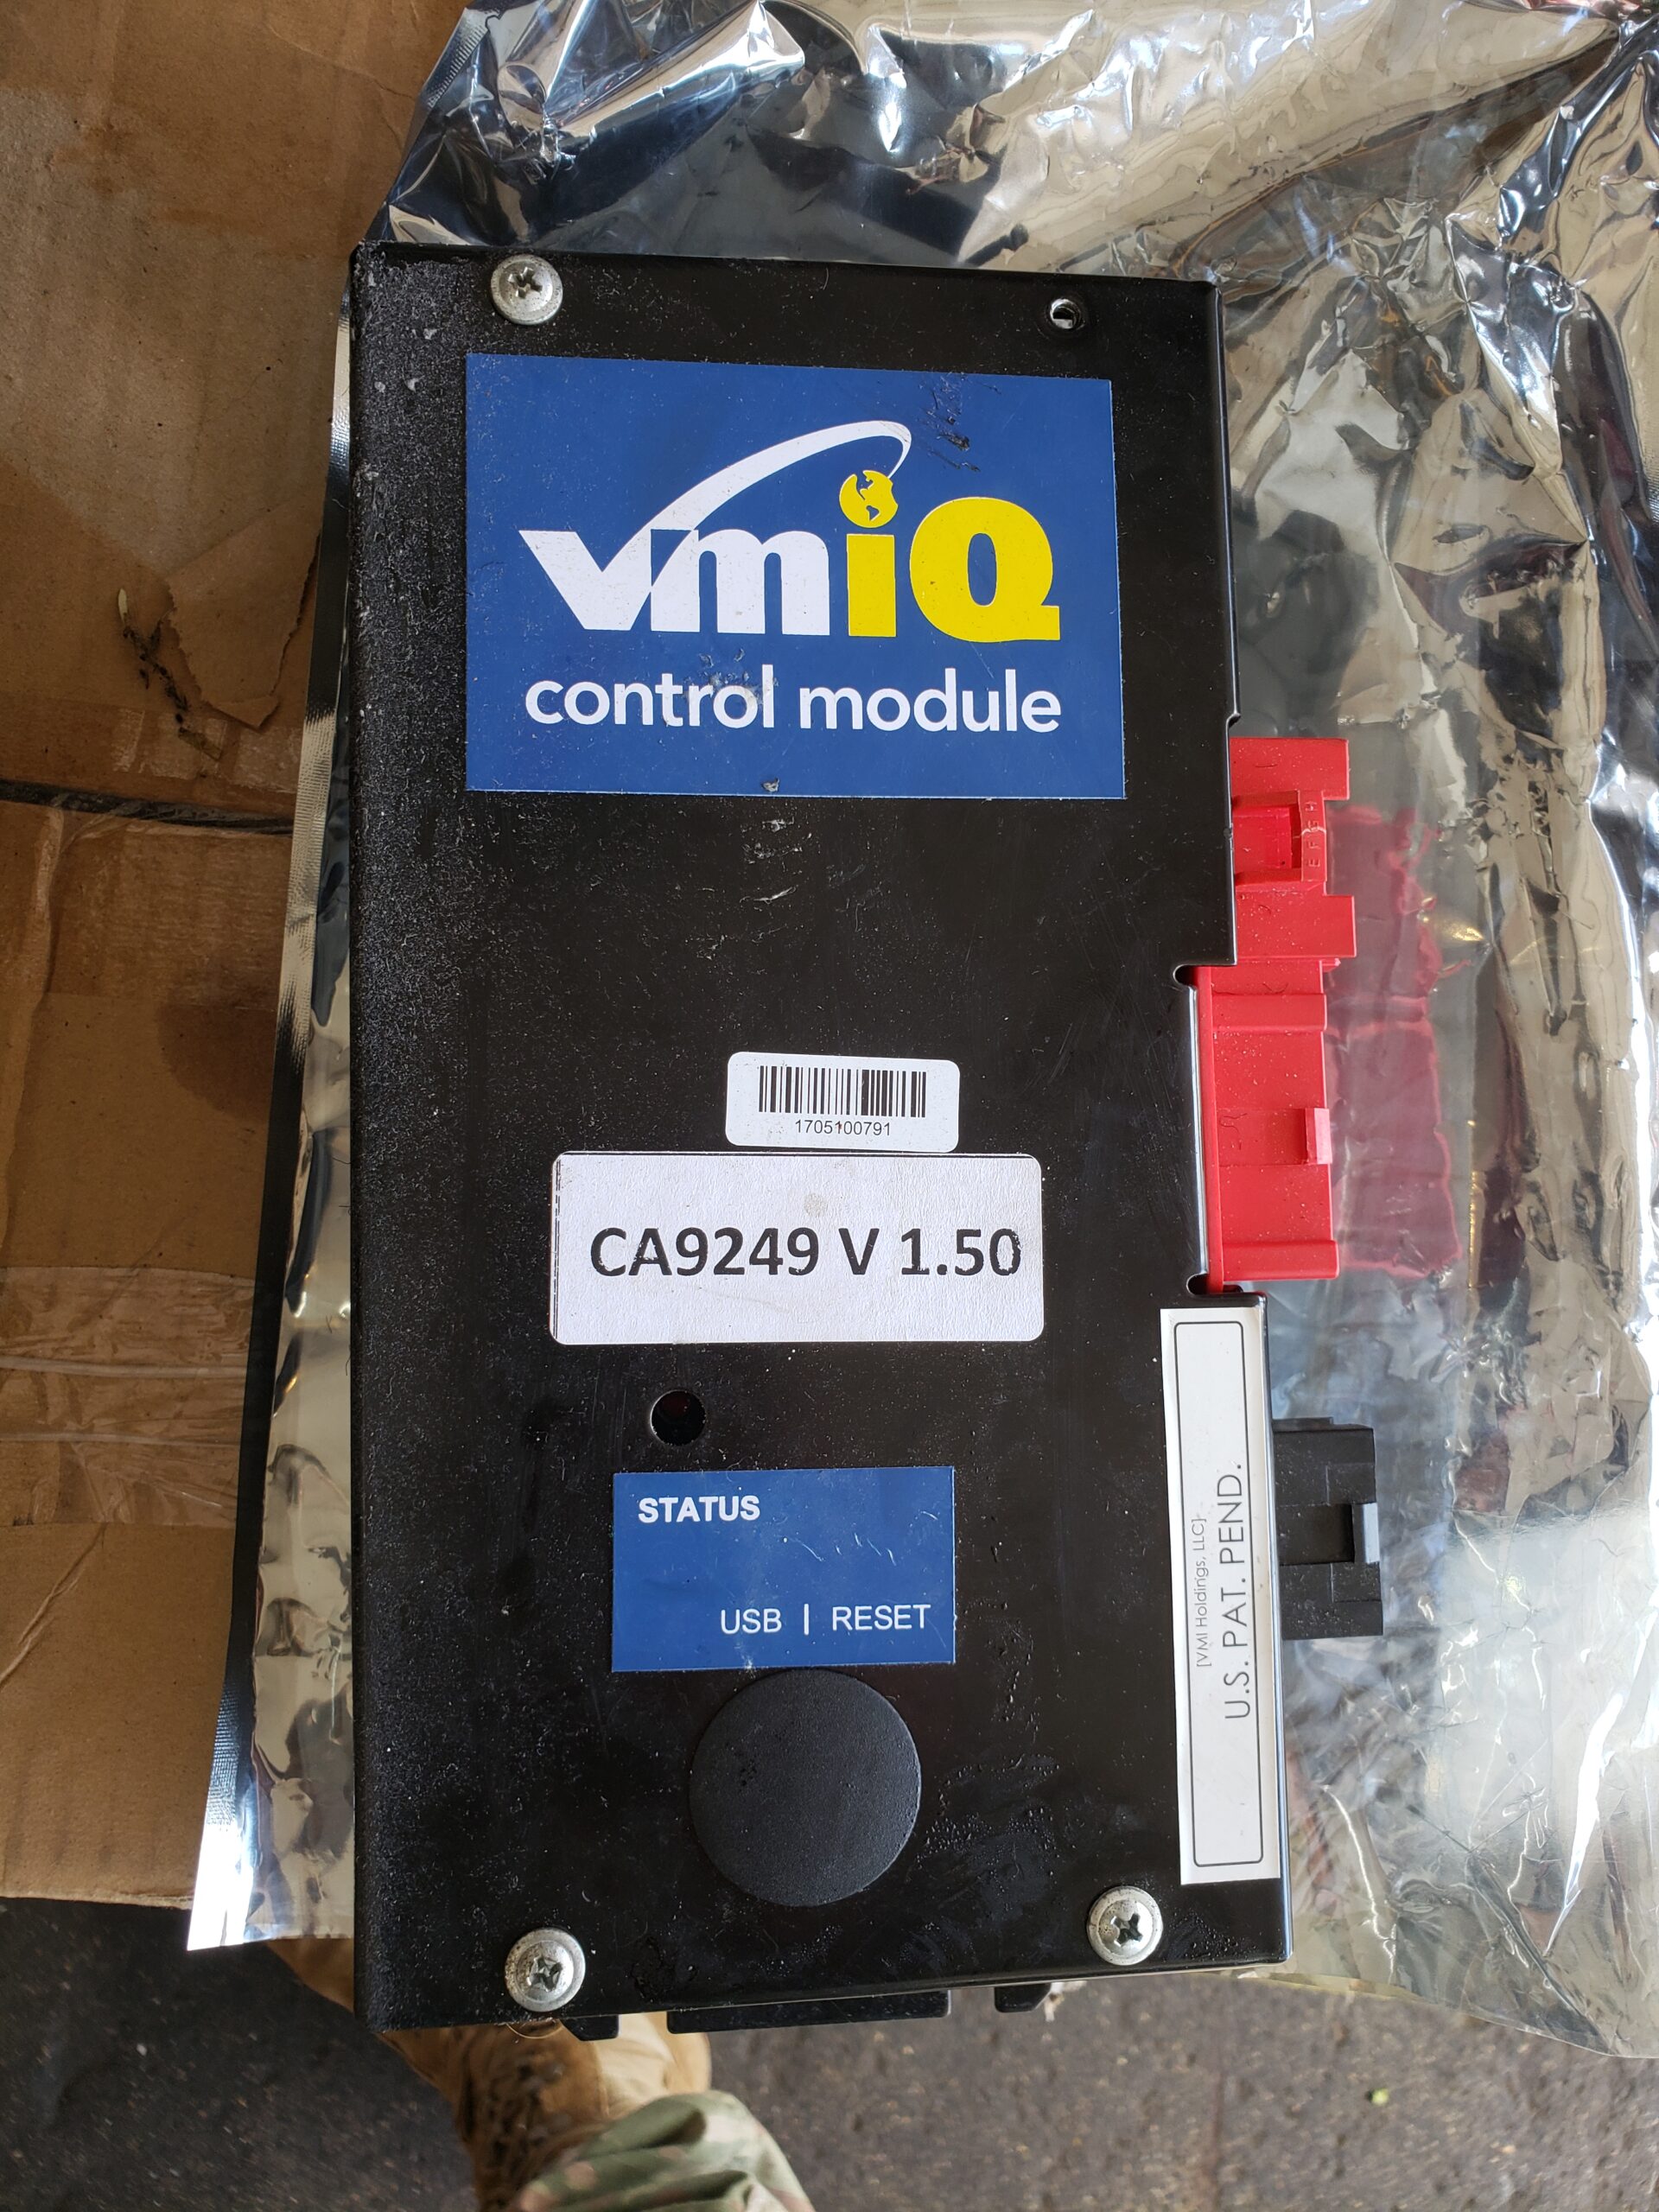 vmiQ
control module
1705100791
CA9249 V 1.50
STATUS
USB | RESET
[VMI Holdings, LLC]
U.S. PAT. PEND.